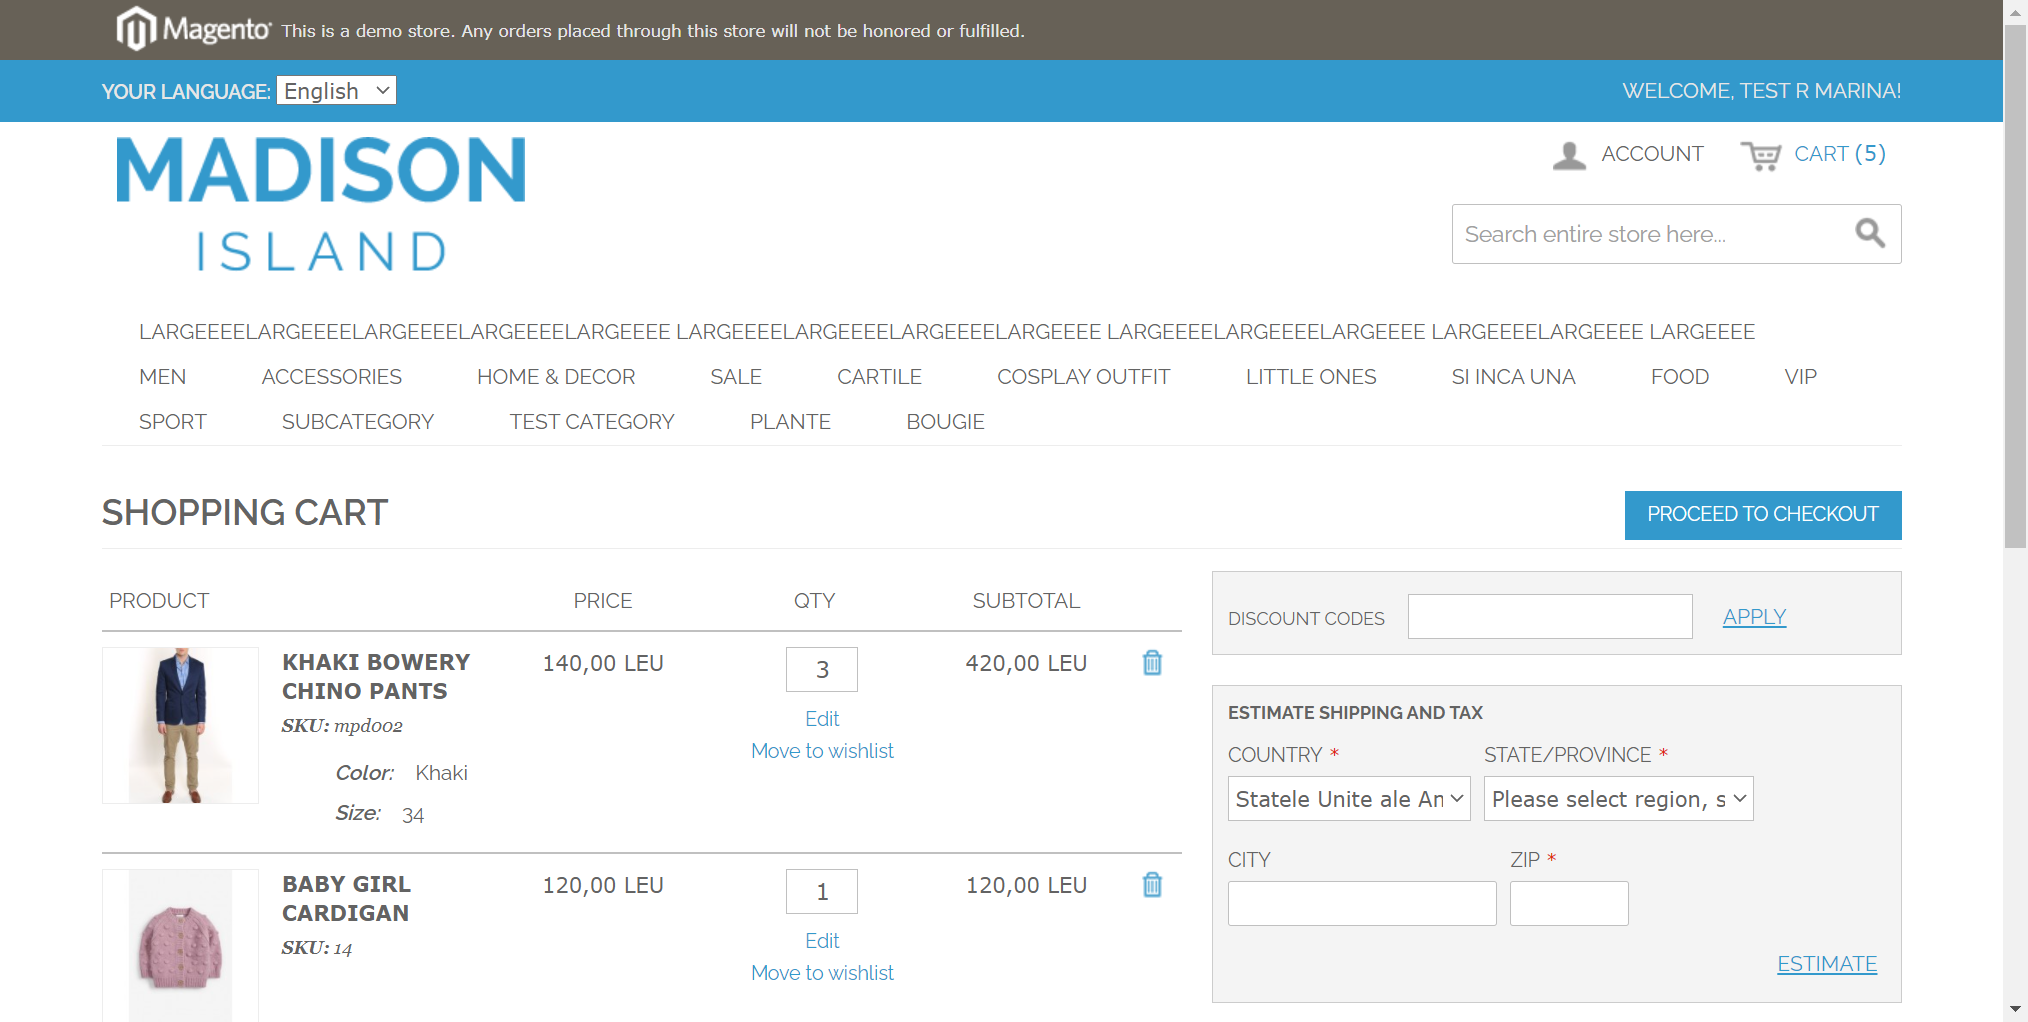 Magento® This is a demo store. Any orders placed through this store will not be honored or fulfilled.
YOUR LANGUAGE: English WELCOME, TEST R MARINA!
MADISON
ISLAND
ACCOUNT CART (5)
Search entire store here...
LARGEEEELARGEEEELARGEEEELARGEEEELARGEEEE LARGEEEELARGEEEELARGEEEELARGEEEE LARGEEEELARGEEEELARGEEEE LARGEEEELARGEEEE LARGEEEE
MEN ACCESSORIES HOME & DECOR SALE CARTILE COSPLAY OUTFIT LITTLE ONES SI INCA UNA FOOD VIP
SPORT SUBCATEGORY TEST CATEGORY PLANTE BOUGIE
SHOPPING CART
PROCEED TO CHECKOUT
PRODUCT PRICE QTY SUBTOTAL
KHAKI BOWERY CHINO PANTS 140,00 LEU 3 420,00 LEU
SKU: mpd002
Edit
Move to wishlist
Color: Khaki
Size: 34
BABY GIRL CARDIGAN 120,00 LEU 1 120,00 LEU
SKU: 14
Edit
Move to wishlist
DISCOUNT CODES APPLY
ESTIMATE SHIPPING AND TAX
COUNTRY * STATE/PROVINCE *
Statele Unite ale Am Please select region, s
CITY ZIP *
ESTIMATE